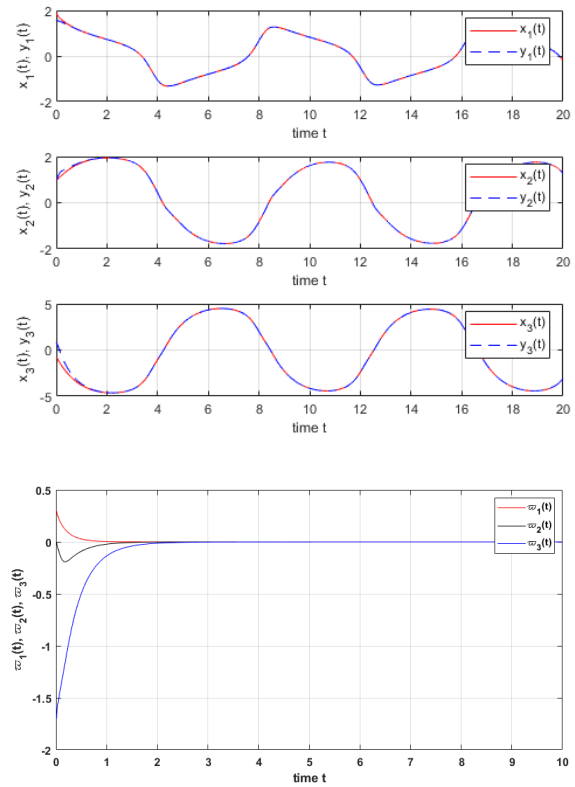 2
0
-2
x₁(t), y₁(t)
x₁(t)
y₁(t)
0 2 4 6 8 10 12 14 16 18 20
time t
2
0
-2
x₂(t), y₂(t)
x₂(t)
y₂(t)
0 2 4 6 8 10 12 14 16 18 20
time t
5
0
-5
x₃(t), y₃(t)
x₃(t)
y₃(t)
0 2 4 6 8 10 12 14 16 18 20
time t
0.5
0
-0.5
-1
-1.5
-2
ϖ₁(t), ϖ₂(t), ϖ₃(t)
ϖ₁(t)
ϖ₂(t)
ϖ₃(t)
0 1 2 3 4 5 6 7 8 9 10
time t